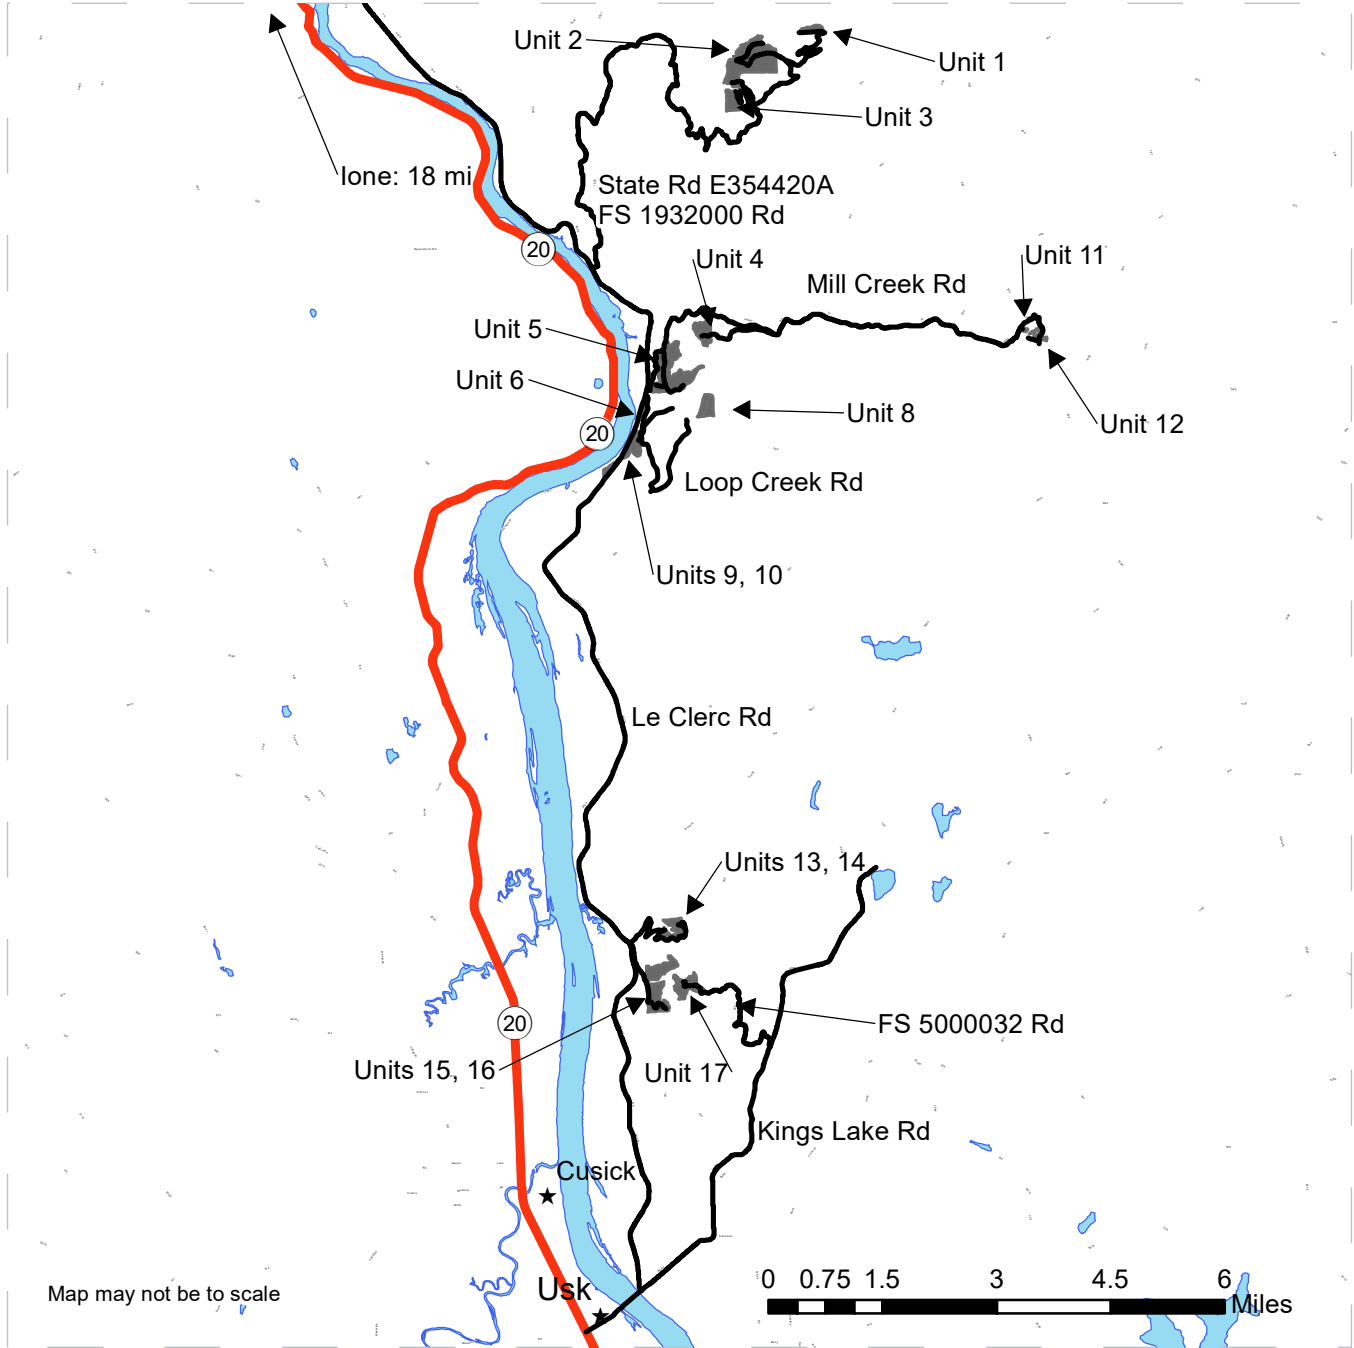 Unit 2
Unit 1
Unit 3
Ione: 18 mi
State Rd E354420A
FS 1932000 Rd
20
Unit 4
Unit 11
Mill Creek Rd
Unit 5
Unit 6
Unit 8
Unit 12
20
Loop Creek Rd
Units 9, 10
Le Clerc Rd
Units 13, 14
20
FS 5000032 Rd
Units 15, 16
Unit 17
Kings Lake Rd
Cusick
Usk
Map may not be to scale
0 0.75 1.5 3 4.5 6
Miles